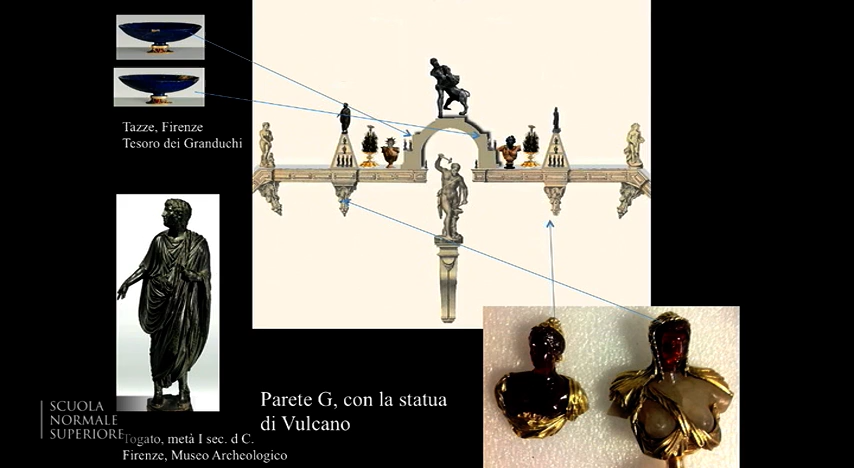 Tazze, Firenze
Tesoro dei Granduchi
Parete G, con la statua
di Vulcano
SCUOLA
NORMALE
SUPERIORE
Togato, metà I sec. d C.
Firenze, Museo Archeologico